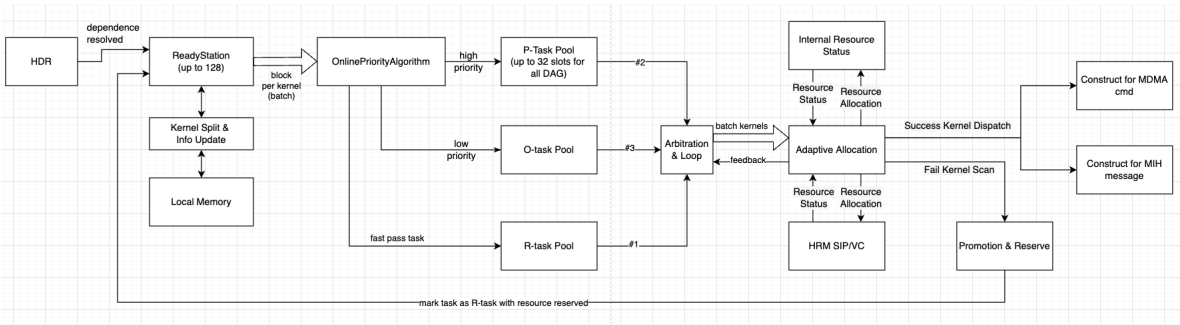 HDR
dependence
resolved
ReadyStation
(up to 128)
block
per kernel
(batch)
Kernel Split &
Info Update
Local Memory
OnlinePriorityAlgorithm
high
priority
low
priority
fast pass task
P-Task Pool
(up to 32 slots for
all DAG)
O-task Pool
R-task Pool
#2
#3
#1
Arbitration
& Loop
batch kernels
feedback
Internal Resource
Status
Resource
Status
Resource
Allocation
Adaptive Allocation
Resource
Status
Resource
Allocation
HRM SIP/VC
Success Kernel Dispatch
Fail Kernel Scan
Construct for MDMA
cmd
Construct for MIH
message
Promotion & Reserve
mark task as R-task with resource reserved